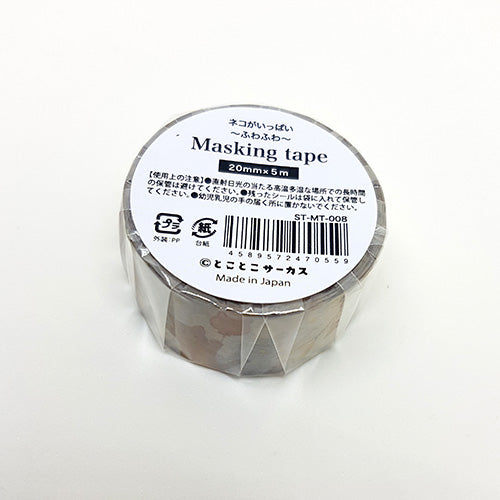 ネコがいっぱい
～ふわふわ～
Masking tape
20mm×5m
【使用上の注意】●直射日光の当たる高温多湿な場所での長時間
の保管は避けてください。●残ったシールは袋に入れて保管し
てください。●幼児乳児の手の届く所に置かないでください。
ST-MT-008
プラ
外装:PP
紙
台紙
4589572470559
©とことこサーカス
Made in Japan